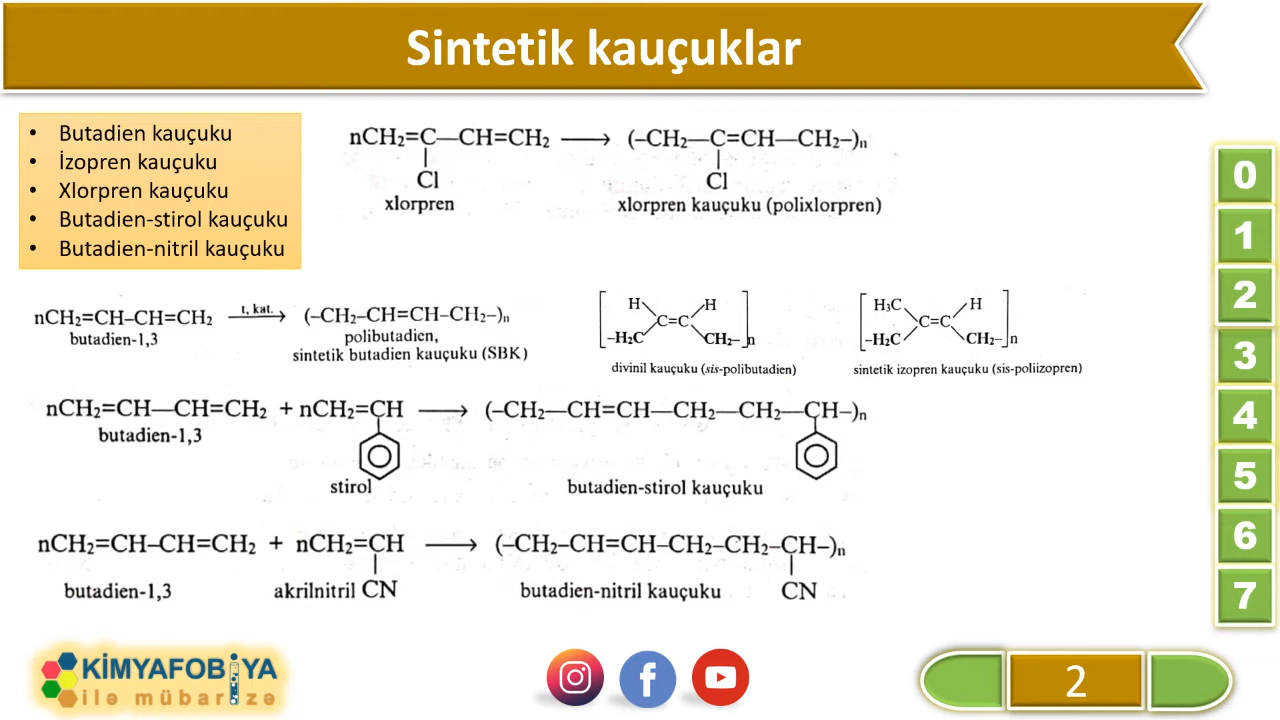 Sintetik kauçuklar
• Butadien kauçuku
• İzopren kauçuku
• Xlorpren kauçuku
• Butadien-stirol kauçuku
• Butadien-nitril kauçuku
nCH₂=C—CH=CH₂ ⟶ (–CH₂—C=CH—CH₂–)ₙ
Cl Cl
xlorpren xlorpren kauçuku (polixlorpren)
nCH₂=CH–CH=CH₂ t, kat. ⟶ (–CH₂–CH=CH–CH₂–)ₙ
butadien-1,3 polibutadien,
sintetik butadien kauçuku (SBK)
H H
C=C
–H₂C CH₂– n
divinil kauçuku (sis-polibutadien)
H₃C H
C=C
–H₂C CH₂– n
sintetik izopren kauçuku (sis-poliizopren)
nCH₂=CH—CH=CH₂ + nCH₂=CH ⟶ (–CH₂—CH=CH—CH₂—CH₂—CH–)ₙ
butadien-1,3
stirol butadien-stirol kauçuku
nCH₂=CH–CH=CH₂ + nCH₂=CH ⟶ (–CH₂–CH=CH–CH₂–CH₂–CH–)ₙ
butadien-1,3 akrilnitril CN butadien-nitril kauçuku CN
0
1
2
3
4
5
6
7
KİMYAFOBİYA
ilə mübarizə
2